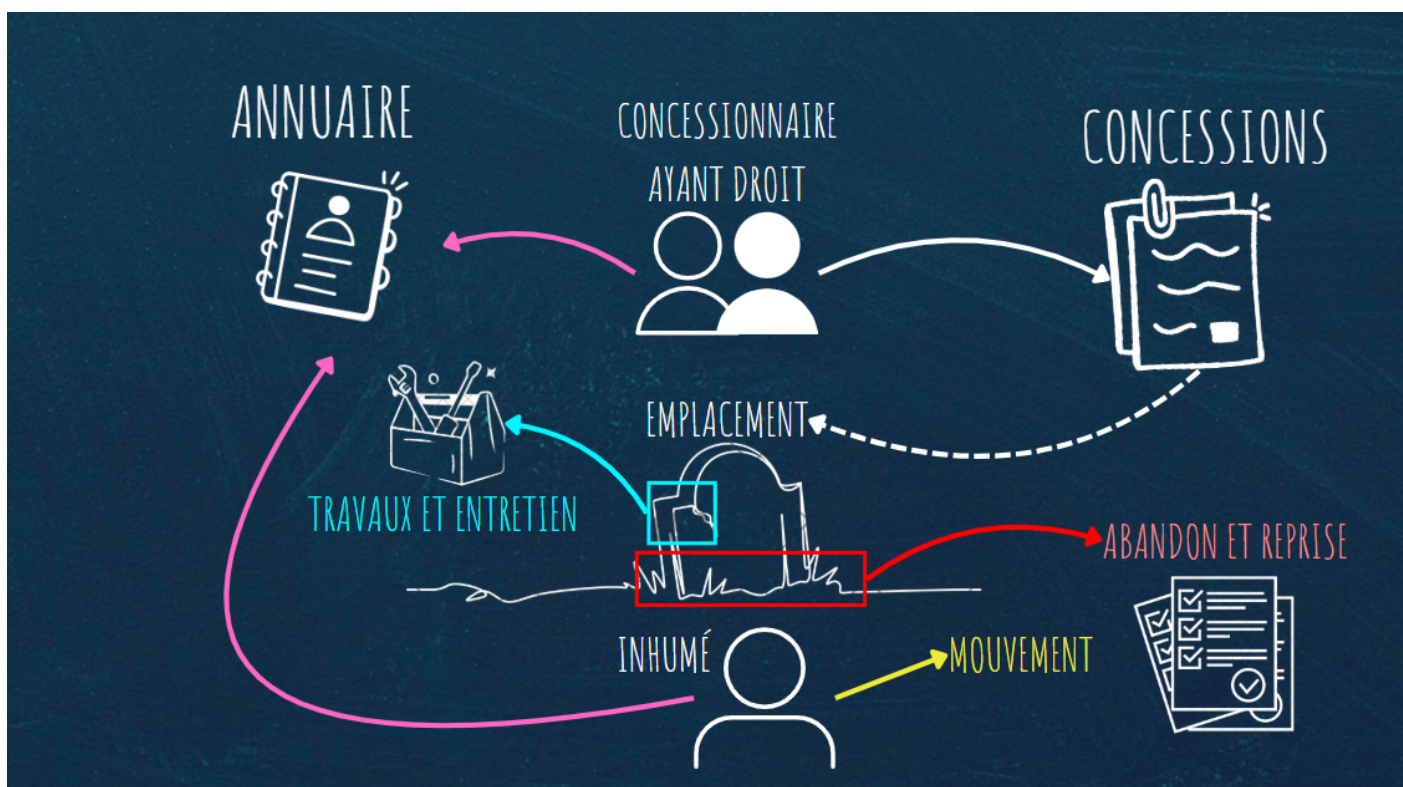 ANNUAIRE
CONCESSIONNAIRE
AYANT DROIT
CONCESSIONS
EMPLACEMENT
TRAVAUX ET ENTRETIEN
ABANDON ET REPRISE
INHUMÉ
MOUVEMENT